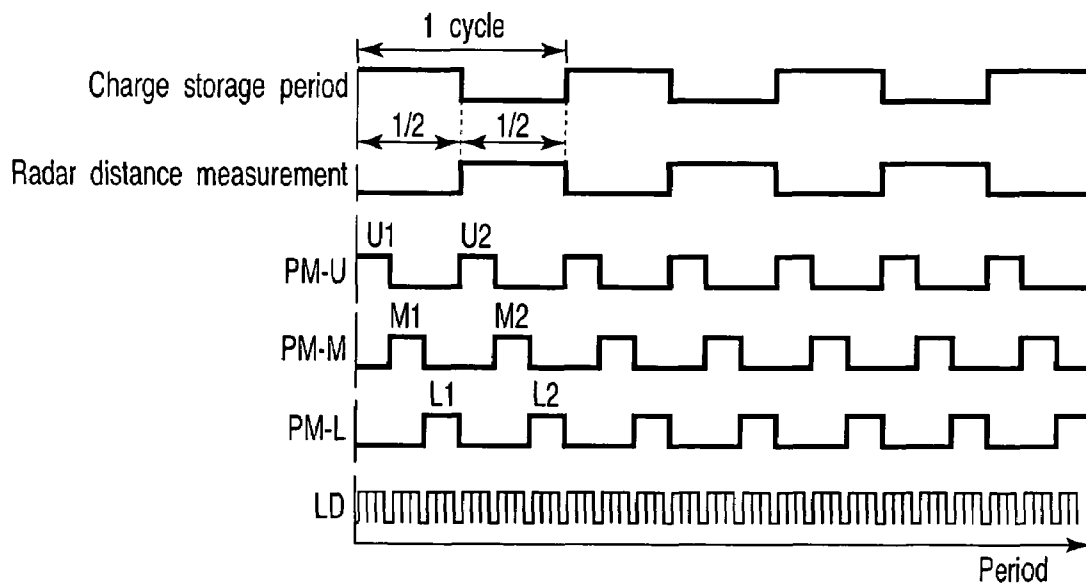 1 cycle
Charge storage period
1/2 1/2
Radar distance measurement
U1 U2
PM-U
M1 M2
PM-M
L1 L2
PM-L
LD
Period